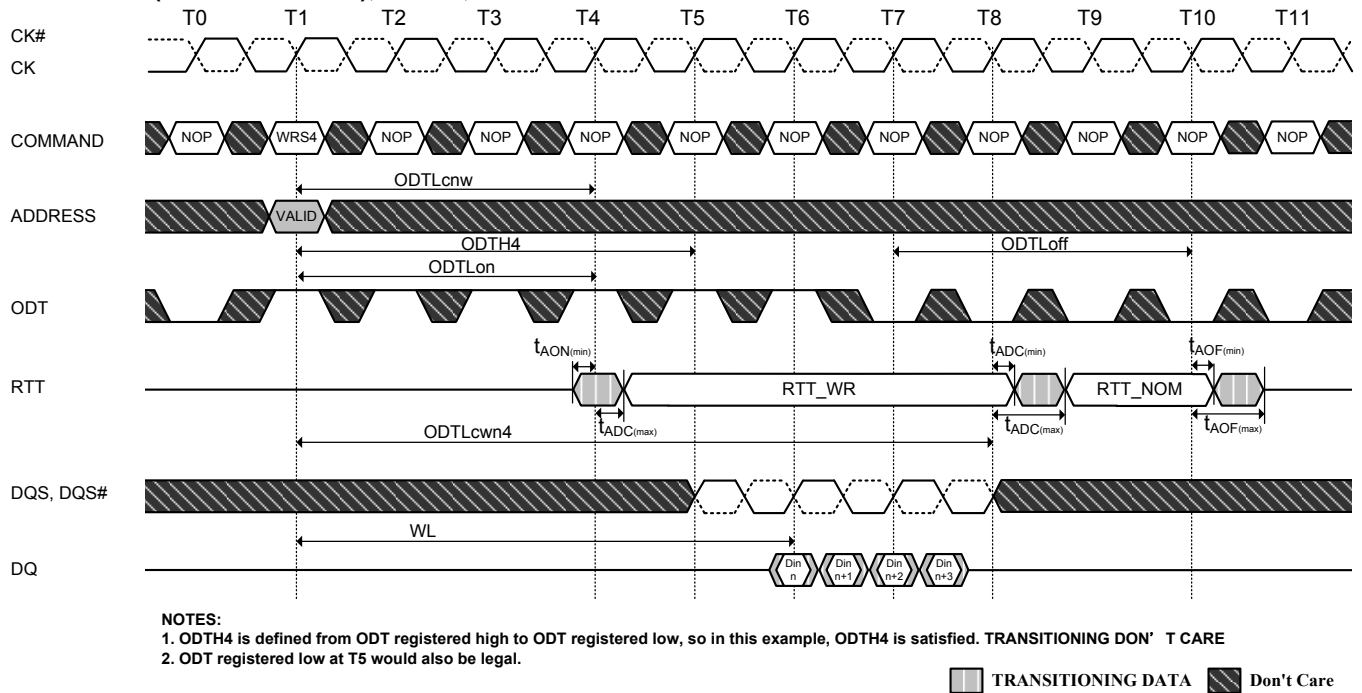 T0 T1 T2 T3 T4 T5 T6 T7 T8 T9 T10 T11
CK#
CK
COMMAND NOP WRS4 NOP NOP NOP NOP NOP NOP NOP NOP NOP NOP
ODTLcnw
ADDRESS VALID
ODTH4 ODTLoff
ODTLon
ODT
tAON(min) tADC(min) tAOF(min)
RTT RTT_WR RTT_NOM
tADC(max) tADC(max) tAOF(max)
ODTLcwn4
DQS, DQS#
WL
DQ Din n Din n+1 Din n+2 Din n+3
NOTES:
1. ODTH4 is defined from ODT registered high to ODT registered low, so in this example, ODTH4 is satisfied. TRANSITIONING DON’ T CARE
2. ODT registered low at T5 would also be legal.
TRANSITIONING DATA Don't Care